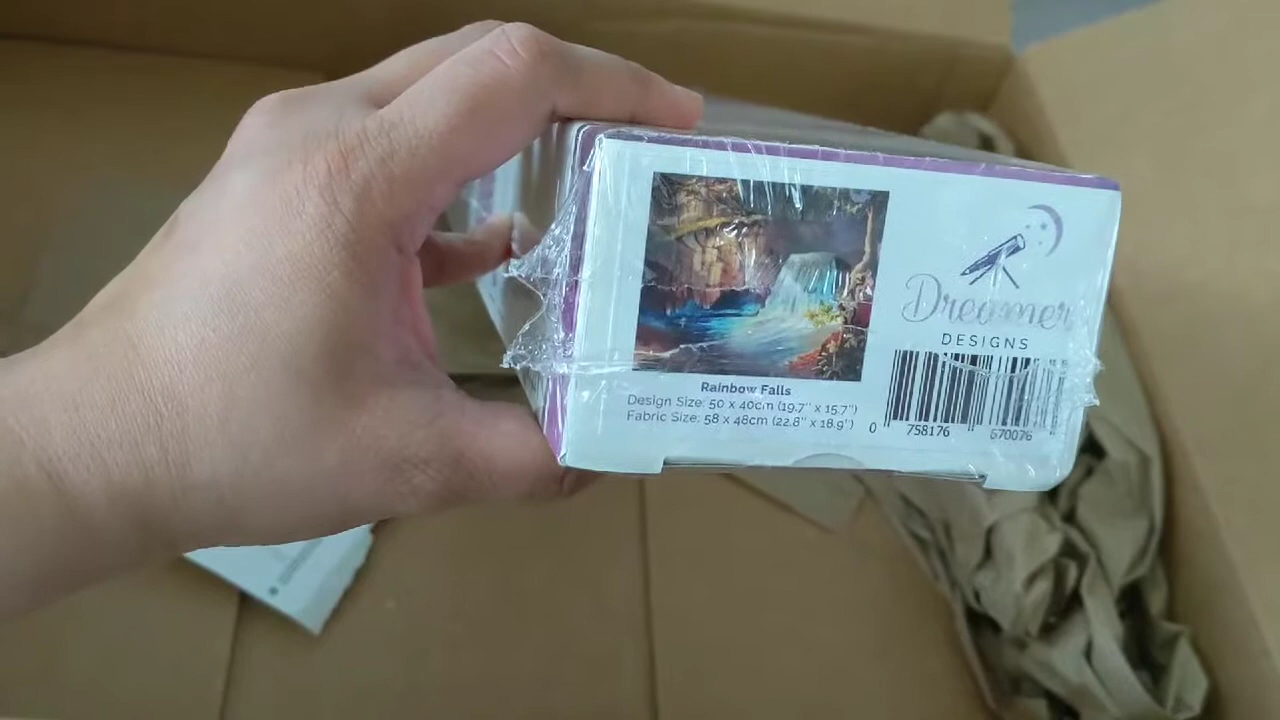 Dreamer
DESIGNS
Rainbow Falls
Design Size: 50 x 40cm (19.7" x 15.7")
Fabric Size: 58 x 48cm (22.8" x 18.9")
0 758176 670076